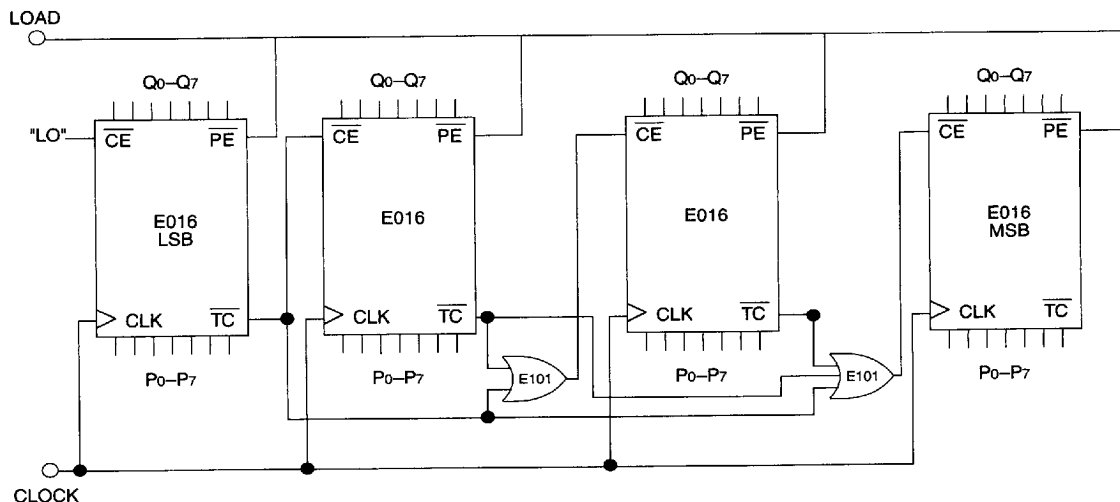 LOAD
Q0–Q7 Q0–Q7 Q0–Q7 Q0–Q7
"LO" CE PE CE PE CE PE CE PE
E016 LSB
E016
E016
E016 MSB
CLK TC CLK TC CLK TC CLK TC
P0–P7 P0–P7 P0–P7 P0–P7
E101 E101
CLOCK